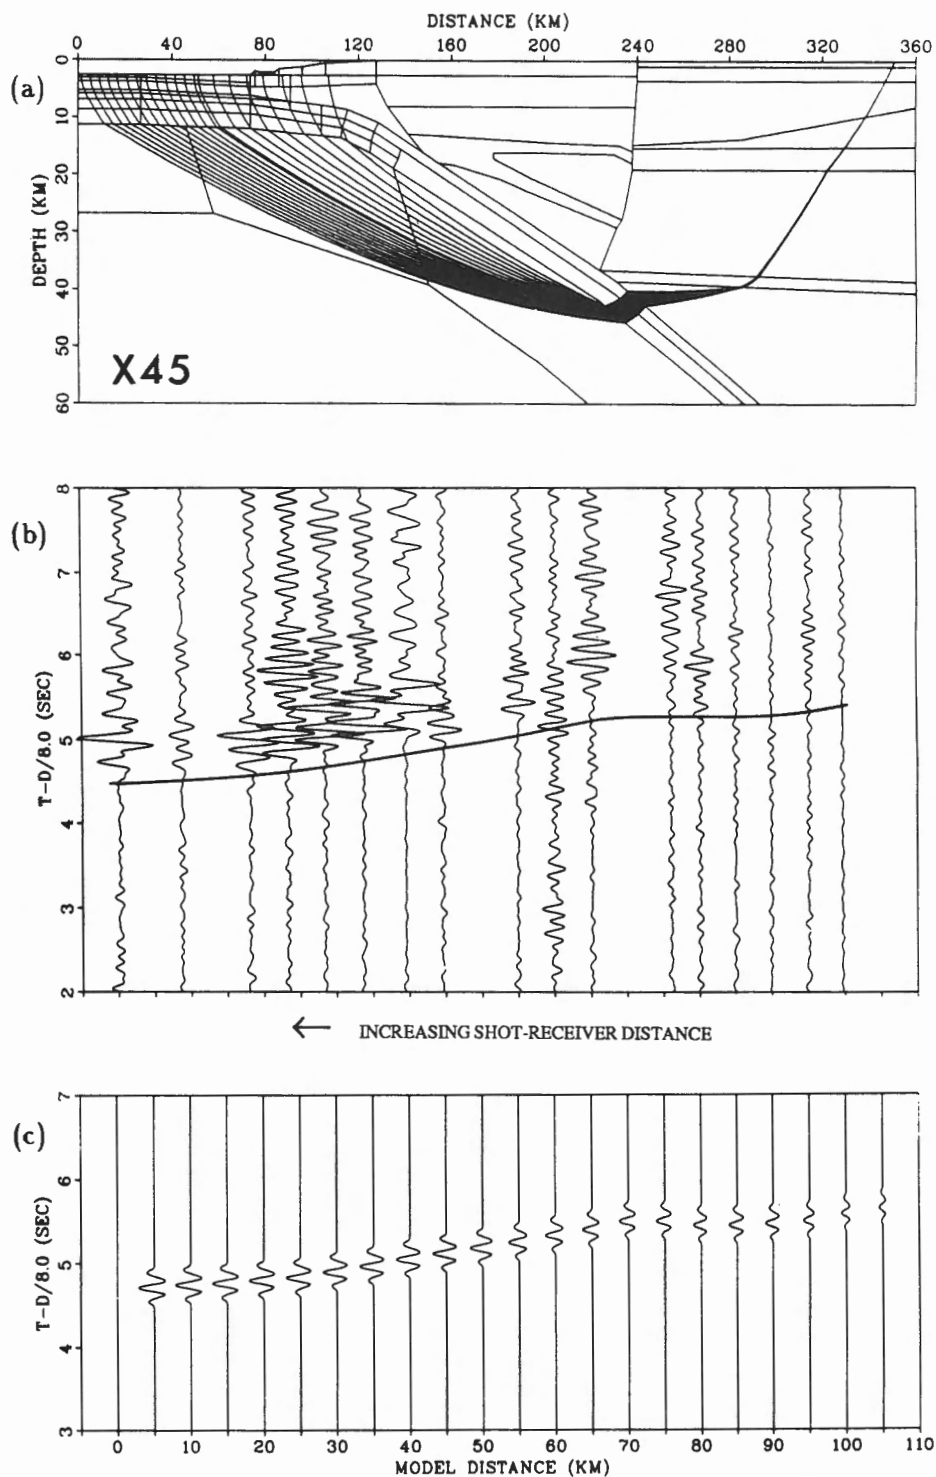 DISTANCE (KM)
0 40 80 120 160 200 240 280 320 360
(a)
0
10
20
30
40
50
60
DEPTH (KM)
X45
(b)
8
7
6
5
4
3
2
T-D/8.0 (SEC)
← INCREASING SHOT-RECEIVER DISTANCE
(c)
7
6
5
4
3
T-D/8.0 (SEC)
0 10 20 30 40 50 60 70 80 90 100 110
MODEL DISTANCE (KM)